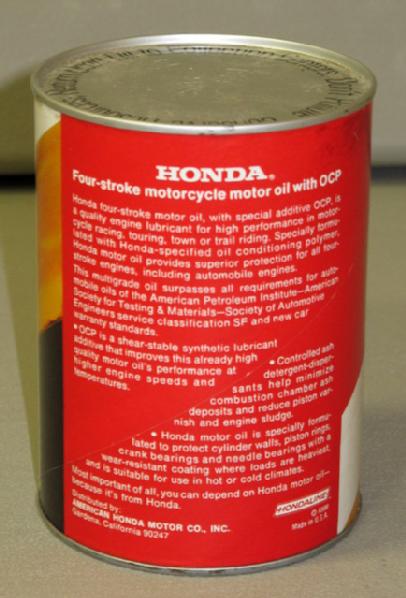 Return Used Oil to Collection Center
Conserve Resources
HONDA®
Four-stroke motorcycle motor oil with OCP
Honda four-stroke motor oil, with special additive OCP, is
a quality engine lubricant for high performance in motor-
cycle racing, touring, town or trail riding. Specially formu-
lated with Honda-specified oil conditioning polymer,
Honda motor oil provides superior protection for all four-
stroke engines, including automobile engines.
This multigrade oil surpasses all requirements for auto-
mobile oils of the American Petroleum Institute—American
Society for Testing & Materials—Society of Automotive
Engineers service classification SF and new car
warranty standards.
• OCP is a shear-stable synthetic lubricant
additive that improves this already high
quality motor oil's performance at
higher engine speeds and
temperatures.
• Controlled ash
detergent-disper-
sants help minimize
combustion chamber ash
deposits and reduce piston var-
nish and engine sludge.
• Honda motor oil is specially formu-
lated to protect cylinder walls, piston rings,
crank bearings and needle bearings with a
wear-resistant coating where loads are heaviest,
and is suitable for use in hot or cold climates.
Most important of all, you can depend on Honda motor oil—
because it's from Honda.
Distributed by:
AMERICAN HONDA MOTOR CO., INC.
Gardena, California 90247
HONDALINE
Made in U.S.A.